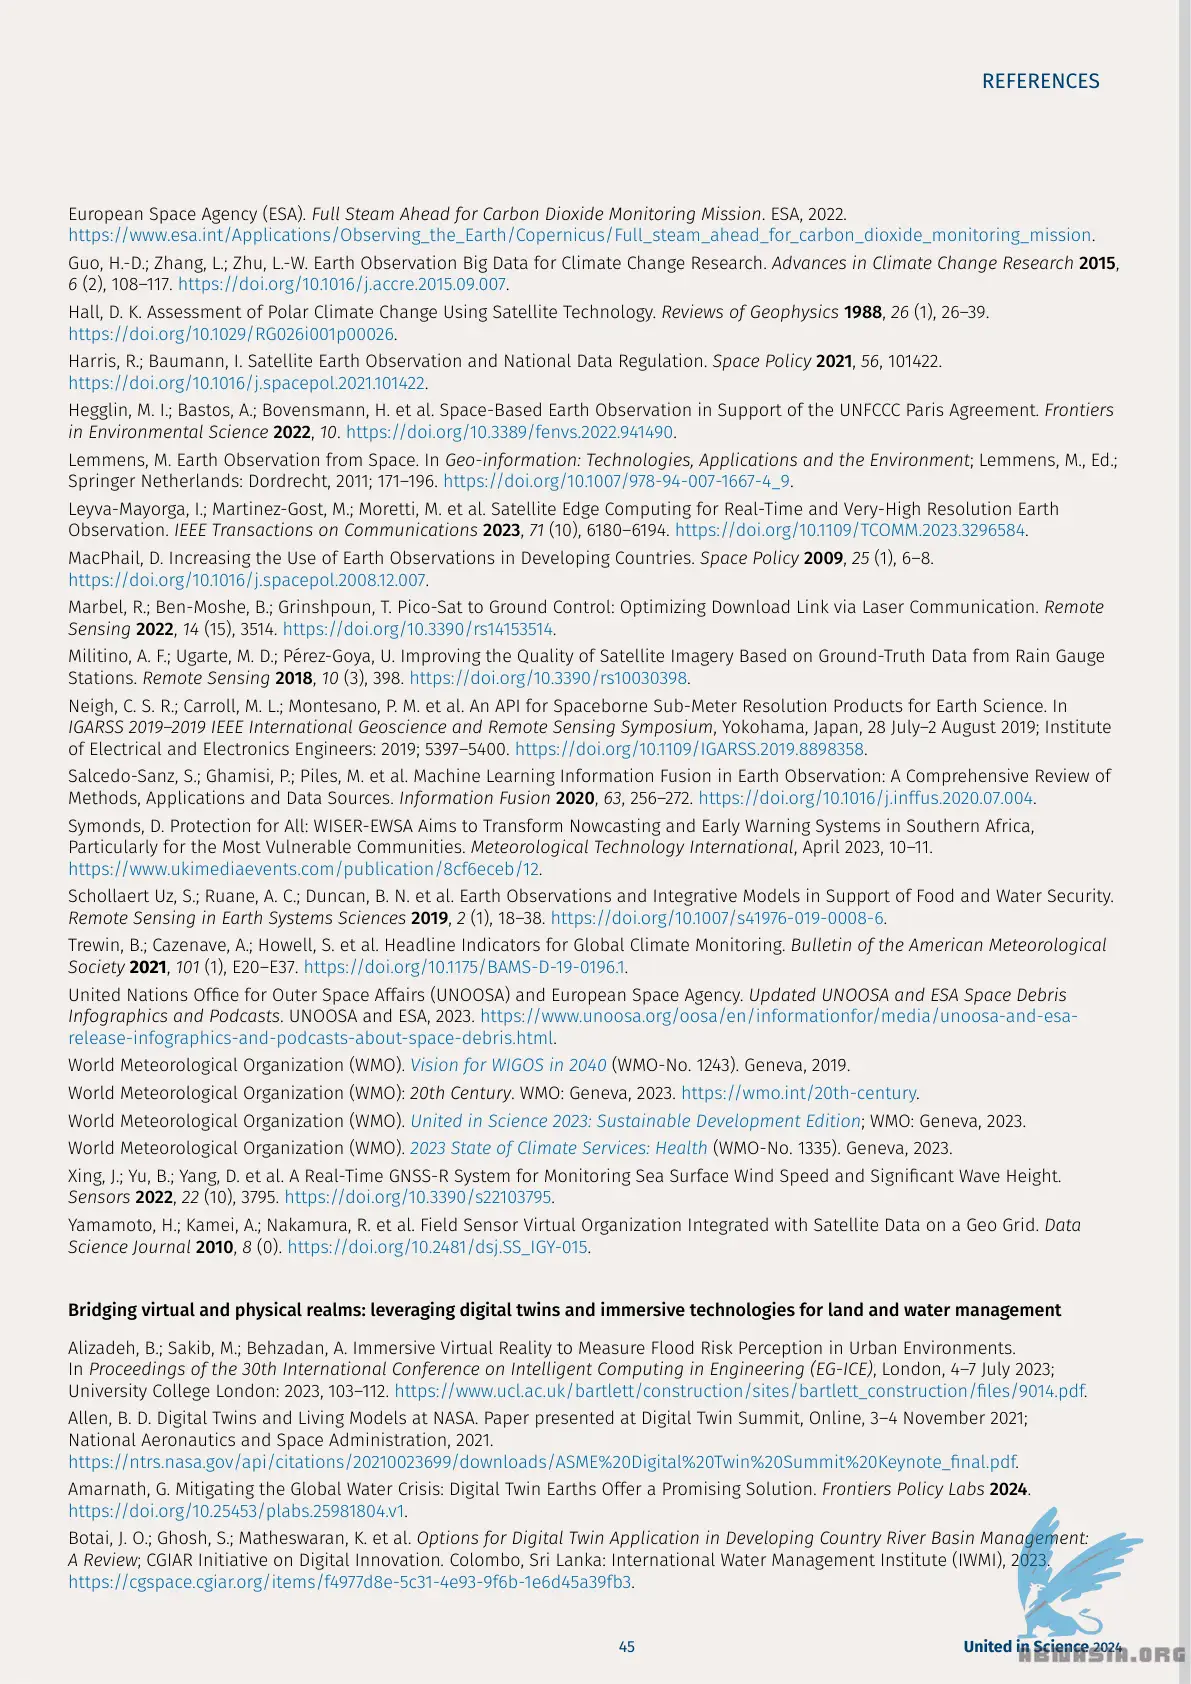 REFERENCES
European Space Agency (ESA). Full Steam Ahead for Carbon Dioxide Monitoring Mission. ESA, 2022.
https://www.esa.int/Applications/Observing_the_Earth/Copernicus/Full_steam_ahead_for_carbon_dioxide_monitoring_mission.
Guo, H.-D.; Zhang, L.; Zhu, L.-W. Earth Observation Big Data for Climate Change Research. Advances in Climate Change Research 2015,
6 (2), 108–117. https://doi.org/10.1016/j.accre.2015.09.007.
Hall, D. K. Assessment of Polar Climate Change Using Satellite Technology. Reviews of Geophysics 1988, 26 (1), 26–39.
https://doi.org/10.1029/RG026i001p00026.
Harris, R.; Baumann, I. Satellite Earth Observation and National Data Regulation. Space Policy 2021, 56, 101422.
https://doi.org/10.1016/j.spacepol.2021.101422.
Hegglin, M. I.; Bastos, A.; Bovensmann, H. et al. Space-Based Earth Observation in Support of the UNFCCC Paris Agreement. Frontiers
in Environmental Science 2022, 10. https://doi.org/10.3389/fenvs.2022.941490.
Lemmens, M. Earth Observation from Space. In Geo-information: Technologies, Applications and the Environment; Lemmens, M., Ed.;
Springer Netherlands: Dordrecht, 2011; 171–196. https://doi.org/10.1007/978-94-007-1667-4_9.
Leyva-Mayorga, I.; Martinez-Gost, M.; Moretti, M. et al. Satellite Edge Computing for Real-Time and Very-High Resolution Earth
Observation. IEEE Transactions on Communications 2023, 71 (10), 6180–6194. https://doi.org/10.1109/TCOMM.2023.3296584.
MacPhail, D. Increasing the Use of Earth Observations in Developing Countries. Space Policy 2009, 25 (1), 6–8.
https://doi.org/10.1016/j.spacepol.2008.12.007.
Marbel, R.; Ben-Moshe, B.; Grinshpoun, T. Pico-Sat to Ground Control: Optimizing Download Link via Laser Communication. Remote
Sensing 2022, 14 (15), 3514. https://doi.org/10.3390/rs14153514.
Militino, A. F.; Ugarte, M. D.; Pérez-Goya, U. Improving the Quality of Satellite Imagery Based on Ground-Truth Data from Rain Gauge
Stations. Remote Sensing 2018, 10 (3), 398. https://doi.org/10.3390/rs10030398.
Neigh, C. S. R.; Carroll, M. L.; Montesano, P. M. et al. An API for Spaceborne Sub-Meter Resolution Products for Earth Science. In
IGARSS 2019–2019 IEEE International Geoscience and Remote Sensing Symposium, Yokohama, Japan, 28 July–2 August 2019; Institute
of Electrical and Electronics Engineers: 2019; 5397–5400. https://doi.org/10.1109/IGARSS.2019.8898358.
Salcedo-Sanz, S.; Ghamisi, P.; Piles, M. et al. Machine Learning Information Fusion in Earth Observation: A Comprehensive Review of
Methods, Applications and Data Sources. Information Fusion 2020, 63, 256–272. https://doi.org/10.1016/j.inffus.2020.07.004.
Symonds, D. Protection for All: WISER-EWSA Aims to Transform Nowcasting and Early Warning Systems in Southern Africa,
Particularly for the Most Vulnerable Communities. Meteorological Technology International, April 2023, 10–11.
https://www.ukimediaevents.com/publication/8cf6eceb/12.
Schollaert Uz, S.; Ruane, A. C.; Duncan, B. N. et al. Earth Observations and Integrative Models in Support of Food and Water Security.
Remote Sensing in Earth Systems Sciences 2019, 2 (1), 18–38. https://doi.org/10.1007/s41976-019-0008-6.
Trewin, B.; Cazenave, A.; Howell, S. et al. Headline Indicators for Global Climate Monitoring. Bulletin of the American Meteorological
Society 2021, 101 (1), E20–E37. https://doi.org/10.1175/BAMS-D-19-0196.1.
United Nations Office for Outer Space Affairs (UNOOSA) and European Space Agency. Updated UNOOSA and ESA Space Debris
Infographics and Podcasts. UNOOSA and ESA, 2023. https://www.unoosa.org/oosa/en/informationfor/media/unoosa-and-esa-
release-infographics-and-podcasts-about-space-debris.html.
World Meteorological Organization (WMO). Vision for WIGOS in 2040 (WMO-No. 1243). Geneva, 2019.
World Meteorological Organization (WMO): 20th Century. WMO: Geneva, 2023. https://wmo.int/20th-century.
World Meteorological Organization (WMO). United in Science 2023: Sustainable Development Edition; WMO: Geneva, 2023.
World Meteorological Organization (WMO). 2023 State of Climate Services: Health (WMO-No. 1335). Geneva, 2023.
Xing, J.; Yu, B.; Yang, D. et al. A Real-Time GNSS-R System for Monitoring Sea Surface Wind Speed and Significant Wave Height.
Sensors 2022, 22 (10), 3795. https://doi.org/10.3390/s22103795.
Yamamoto, H.; Kamei, A.; Nakamura, R. et al. Field Sensor Virtual Organization Integrated with Satellite Data on a Geo Grid. Data
Science Journal 2010, 8 (0). https://doi.org/10.2481/dsj.SS_IGY-015.
Bridging virtual and physical realms: leveraging digital twins and immersive technologies for land and water management
Alizadeh, B.; Sakib, M.; Behzadan, A. Immersive Virtual Reality to Measure Flood Risk Perception in Urban Environments.
In Proceedings of the 30th International Conference on Intelligent Computing in Engineering (EG-ICE), London, 4–7 July 2023;
University College London: 2023, 103–112. https://www.ucl.ac.uk/bartlett/construction/sites/bartlett_construction/files/9014.pdf.
Allen, B. D. Digital Twins and Living Models at NASA. Paper presented at Digital Twin Summit, Online, 3–4 November 2021;
National Aeronautics and Space Administration, 2021.
https://ntrs.nasa.gov/api/citations/20210023699/downloads/ASME%20Digital%20Twin%20Summit%20Keynote_final.pdf.
Amarnath, G. Mitigating the Global Water Crisis: Digital Twin Earths Offer a Promising Solution. Frontiers Policy Labs 2024.
https://doi.org/10.25453/plabs.25981804.v1.
Botai, J. O.; Ghosh, S.; Matheswaran, K. et al. Options for Digital Twin Application in Developing Country River Basin Management:
A Review; CGIAR Initiative on Digital Innovation. Colombo, Sri Lanka: International Water Management Institute (IWMI), 2023.
https://cgspace.cgiar.org/items/f4977d8e-5c31-4e93-9f6b-1e6d45a39fb3.
45
United in Science 2024
ABINASIA.ORG